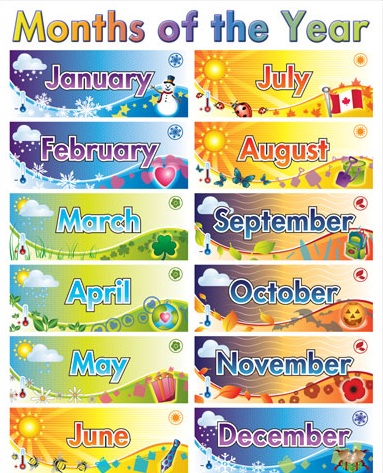 Months of the Year
January
February
March
April
May
June
July
August
September
October
November
December